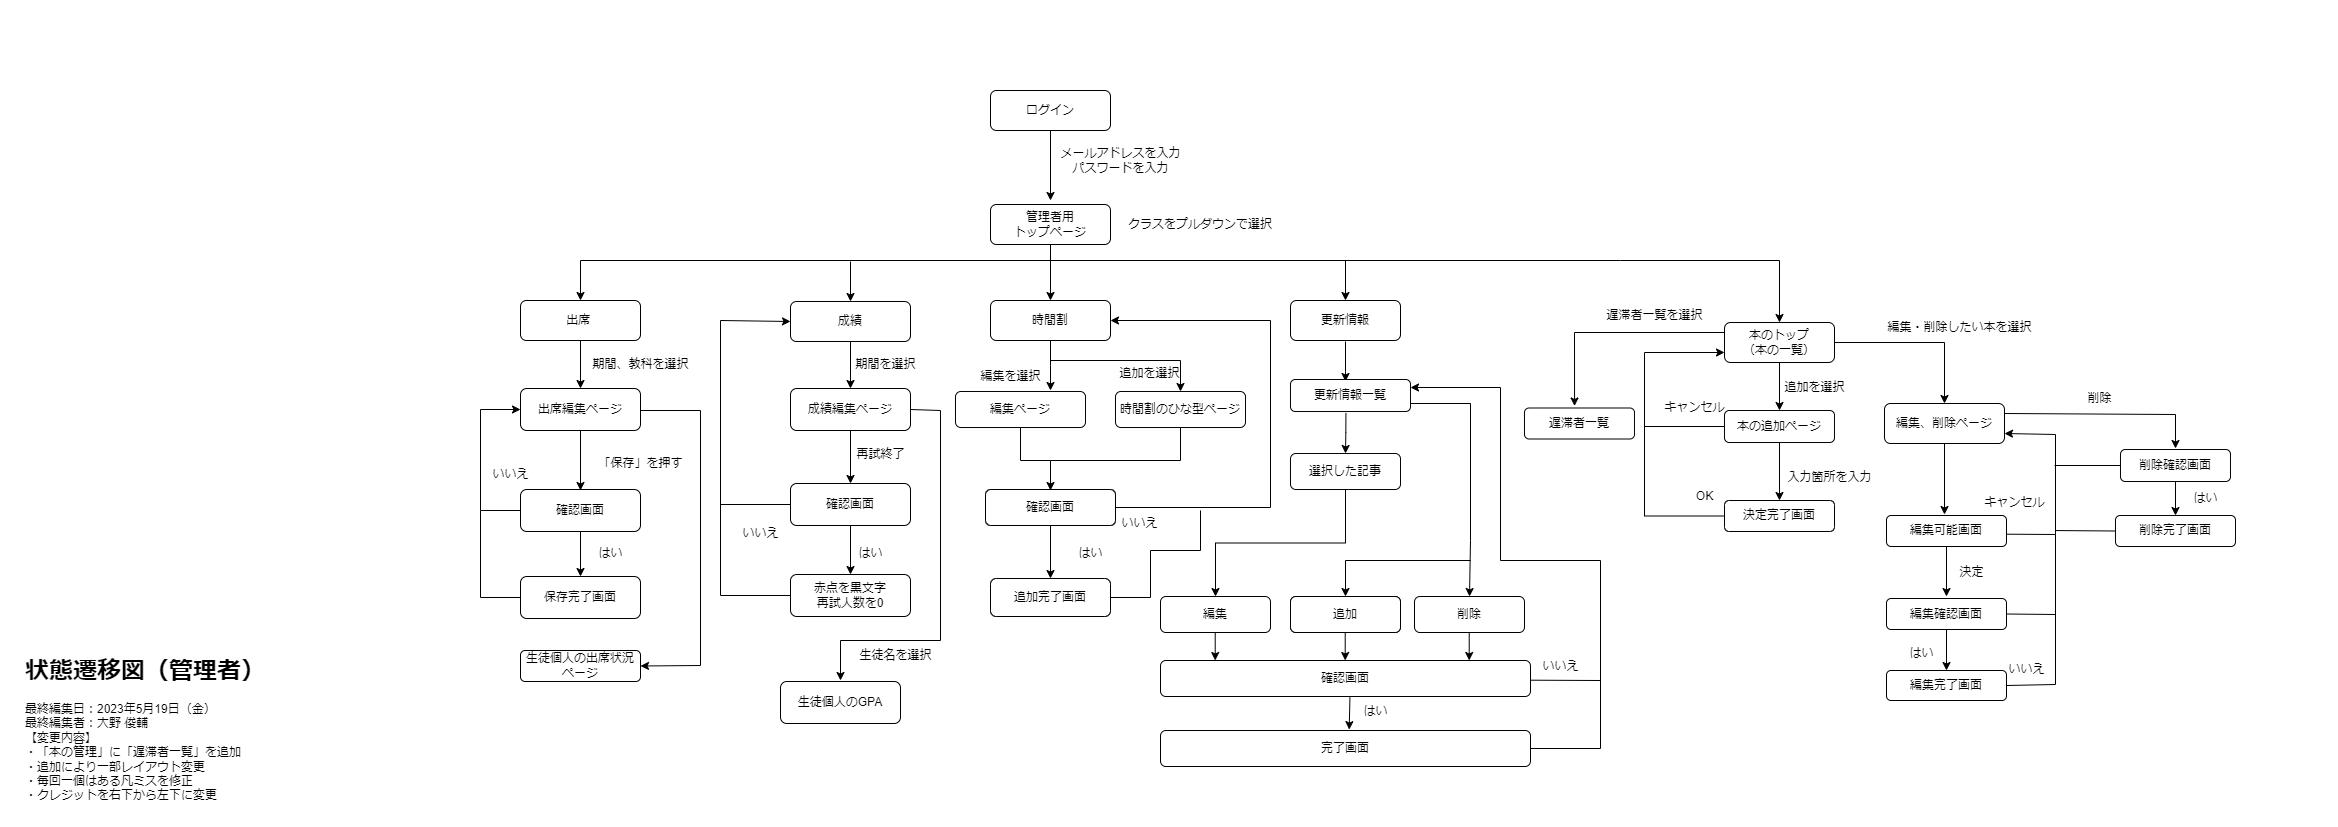 ログイン
メールアドレスを入力
パスワードを入力
管理者用
トップページ
クラスをプルダウンで選択
出席
期間、教科を選択
出席編集ページ
「保存」を押す
いいえ
確認画面
はい
保存完了画面
生徒個人の出席状況
ページ
成績
期間を選択
成績編集ページ
再試終了
確認画面
いいえ
はい
赤点を黒文字
再試人数を0
生徒名を選択
生徒個人のGPA
時間割
編集を選択
追加を選択
編集ページ
時間割のひな型ページ
確認画面
いいえ
はい
追加完了画面
更新情報
更新情報一覧
選択した記事
編集
追加
削除
確認画面
いいえ
はい
完了画面
遅滞者一覧を選択
本のトップ
（本の一覧）
編集・削除したい本を選択
追加を選択
キャンセル
遅滞者一覧
本の追加ページ
入力箇所を入力
OK
決定完了画面
編集、削除ページ
削除
削除確認画面
はい
削除完了画面
キャンセル
編集可能画面
決定
編集確認画面
はい
いいえ
編集完了画面
状態遷移図（管理者）
最終編集日：2023年5月19日（金）
最終編集者：大野 俊輔
【変更内容】
・「本の管理」に「遅滞者一覧」を追加
・追加により一部レイアウト変更
・毎回一個はある凡ミスを修正
・クレジットを右下から左下に変更